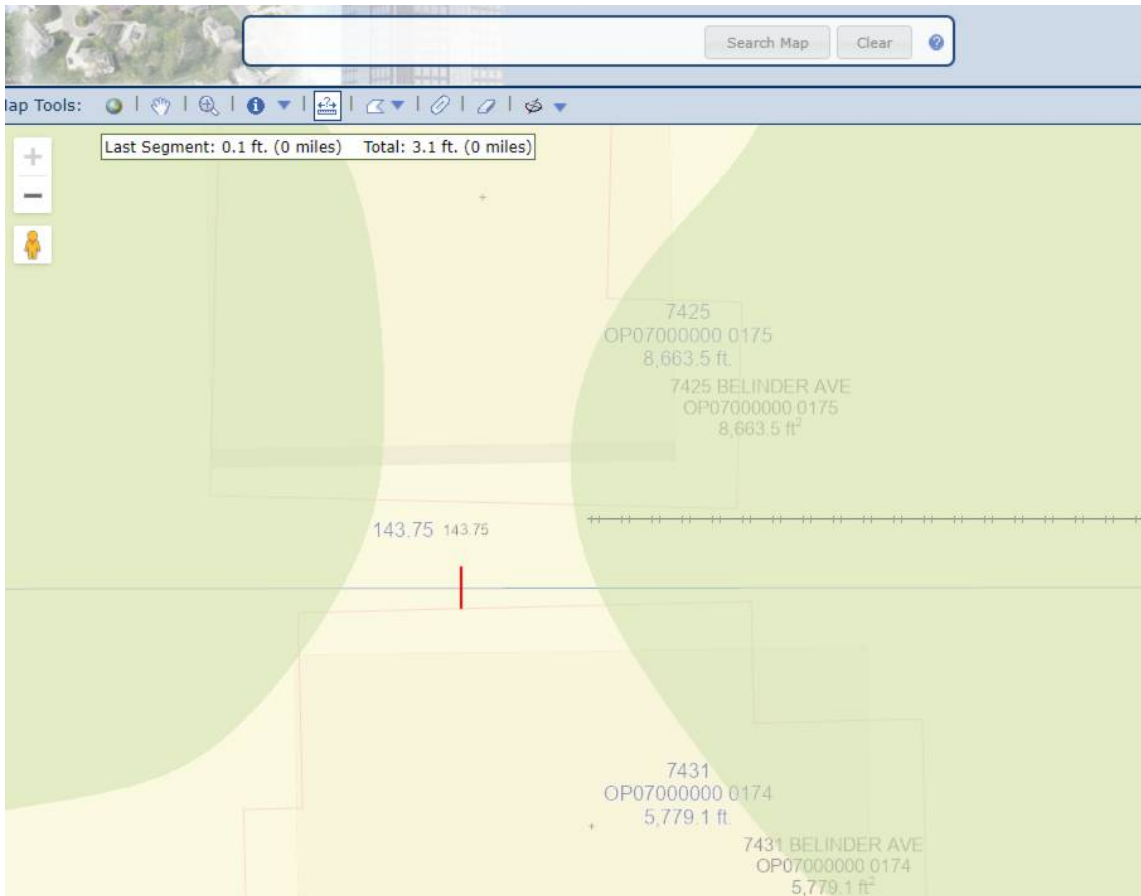 Search Map Clear ?
ap Tools:
Last Segment: 0.1 ft. (0 miles) Total: 3.1 ft. (0 miles)
7425
OP07000000 0175
8,663.5 ft.
7425 BELINDER AVE
OP07000000 0175
8,663.5 ft²
143.75 143.75
7431
OP07000000 0174
5,779.1 ft.
7431 BELINDER AVE
OP07000000 0174
5,779.1 ft²